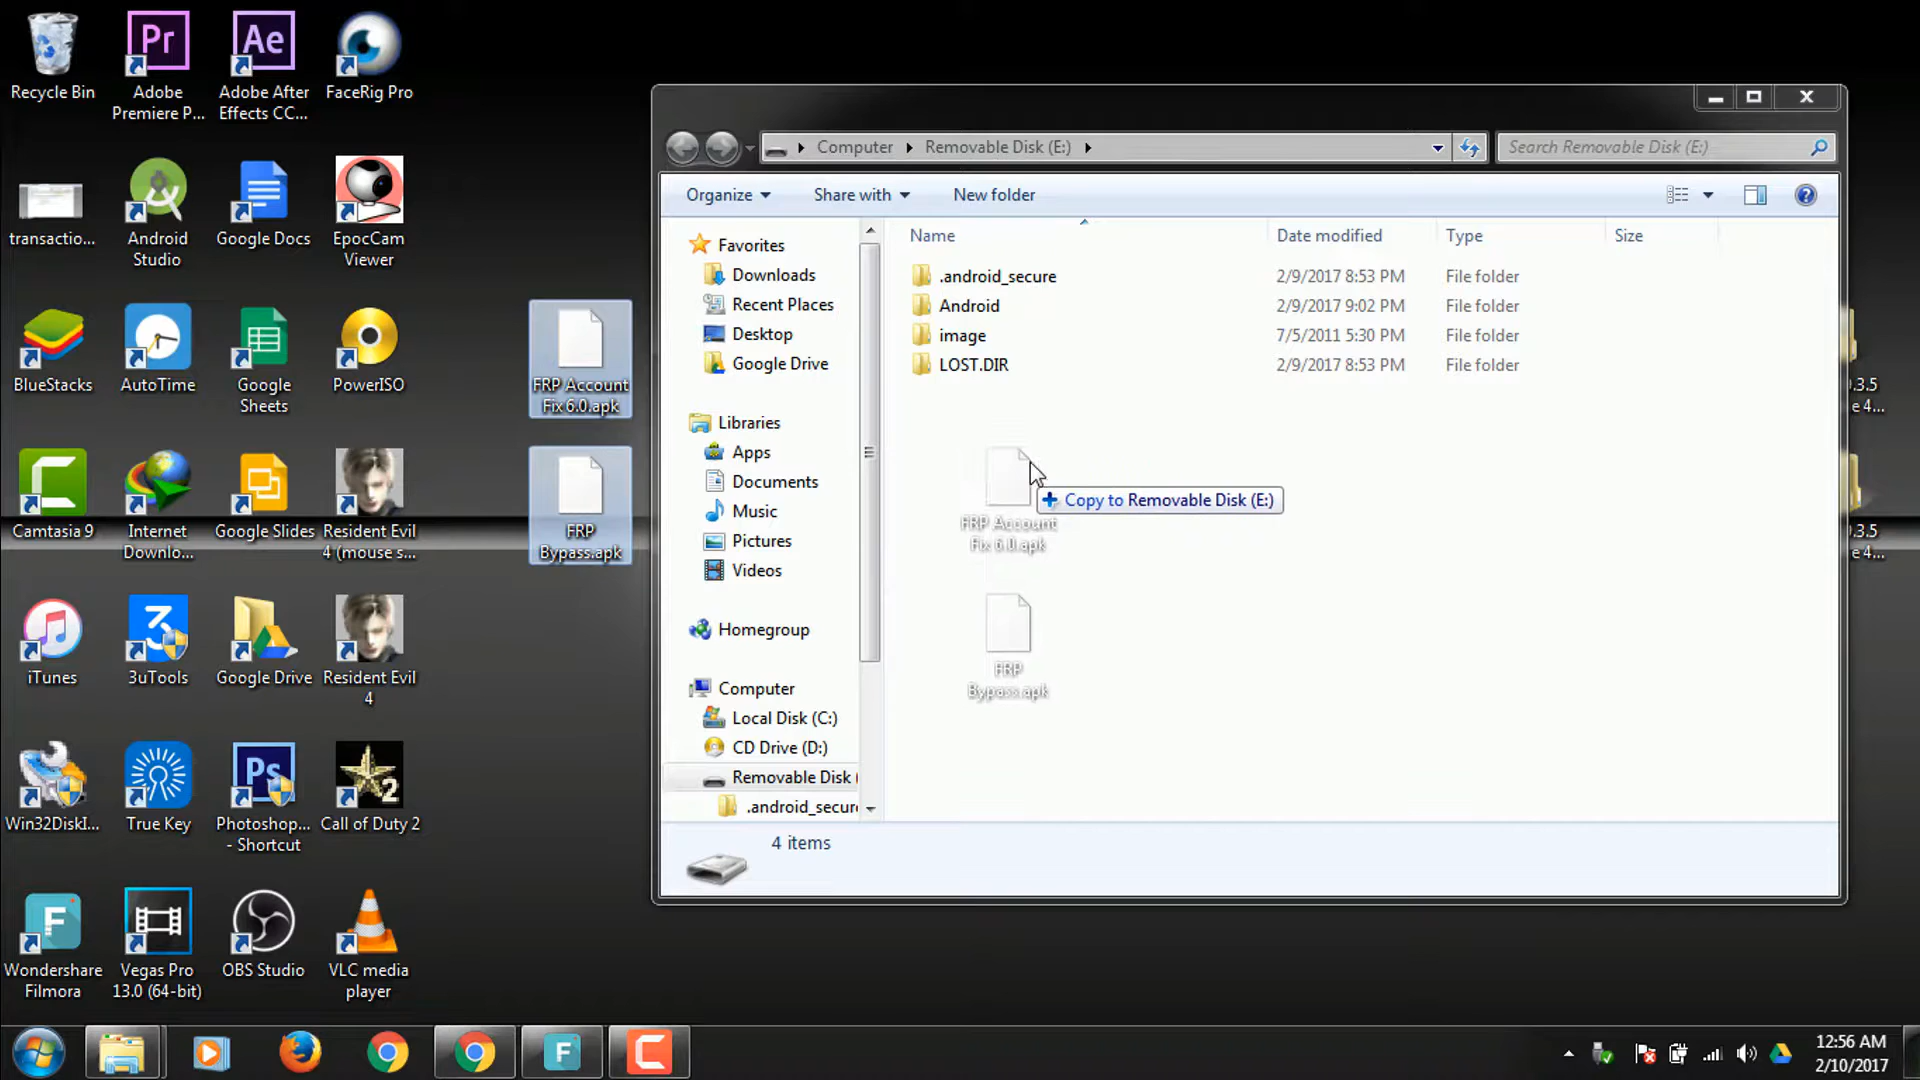 Recycle Bin
Adobe
Premiere P...
Adobe After
Effects CC...
FaceRig Pro
transactio...
Android
Studio
Google Docs
EpocCam
Viewer
BlueStacks
AutoTime
Google
Sheets
PowerISO
Camtasia 9
Internet
Downlo...
Google Slides
Resident Evil
4 (mouse s...
iTunes
3uTools
Google Drive
Resident Evil
4
Win32DiskI...
True Key
Photoshop...
- Shortcut
Call of Duty 2
Wondershare
Filmora
Vegas Pro
13.0 (64-bit)
OBS Studio
VLC media
player
FRP Account
Fix 6.0.apk
FRP
Bypass.apk
Computer
Removable Disk (E:)
Search Removable Disk (E:)
Organize
Share with
New folder
Favorites
Downloads
Recent Places
Desktop
Google Drive
Libraries
Apps
Documents
Music
Pictures
Videos
Homegroup
Computer
Local Disk (C:)
CD Drive (D:)
Removable Disk (
.android_secure
Name Date modified Type Size
.android_secure 2/9/2017 8:53 PM File folder
Android 2/9/2017 9:02 PM File folder
image 7/5/2011 5:30 PM File folder
LOST.DIR 2/9/2017 8:53 PM File folder
Copy to Removable Disk (E:)
FRP Account
Fix 6.0.apk
FRP
Bypass.apk
4 items
.3.5
e 4...
.3.5
e 4...
12:56 AM
2/10/2017